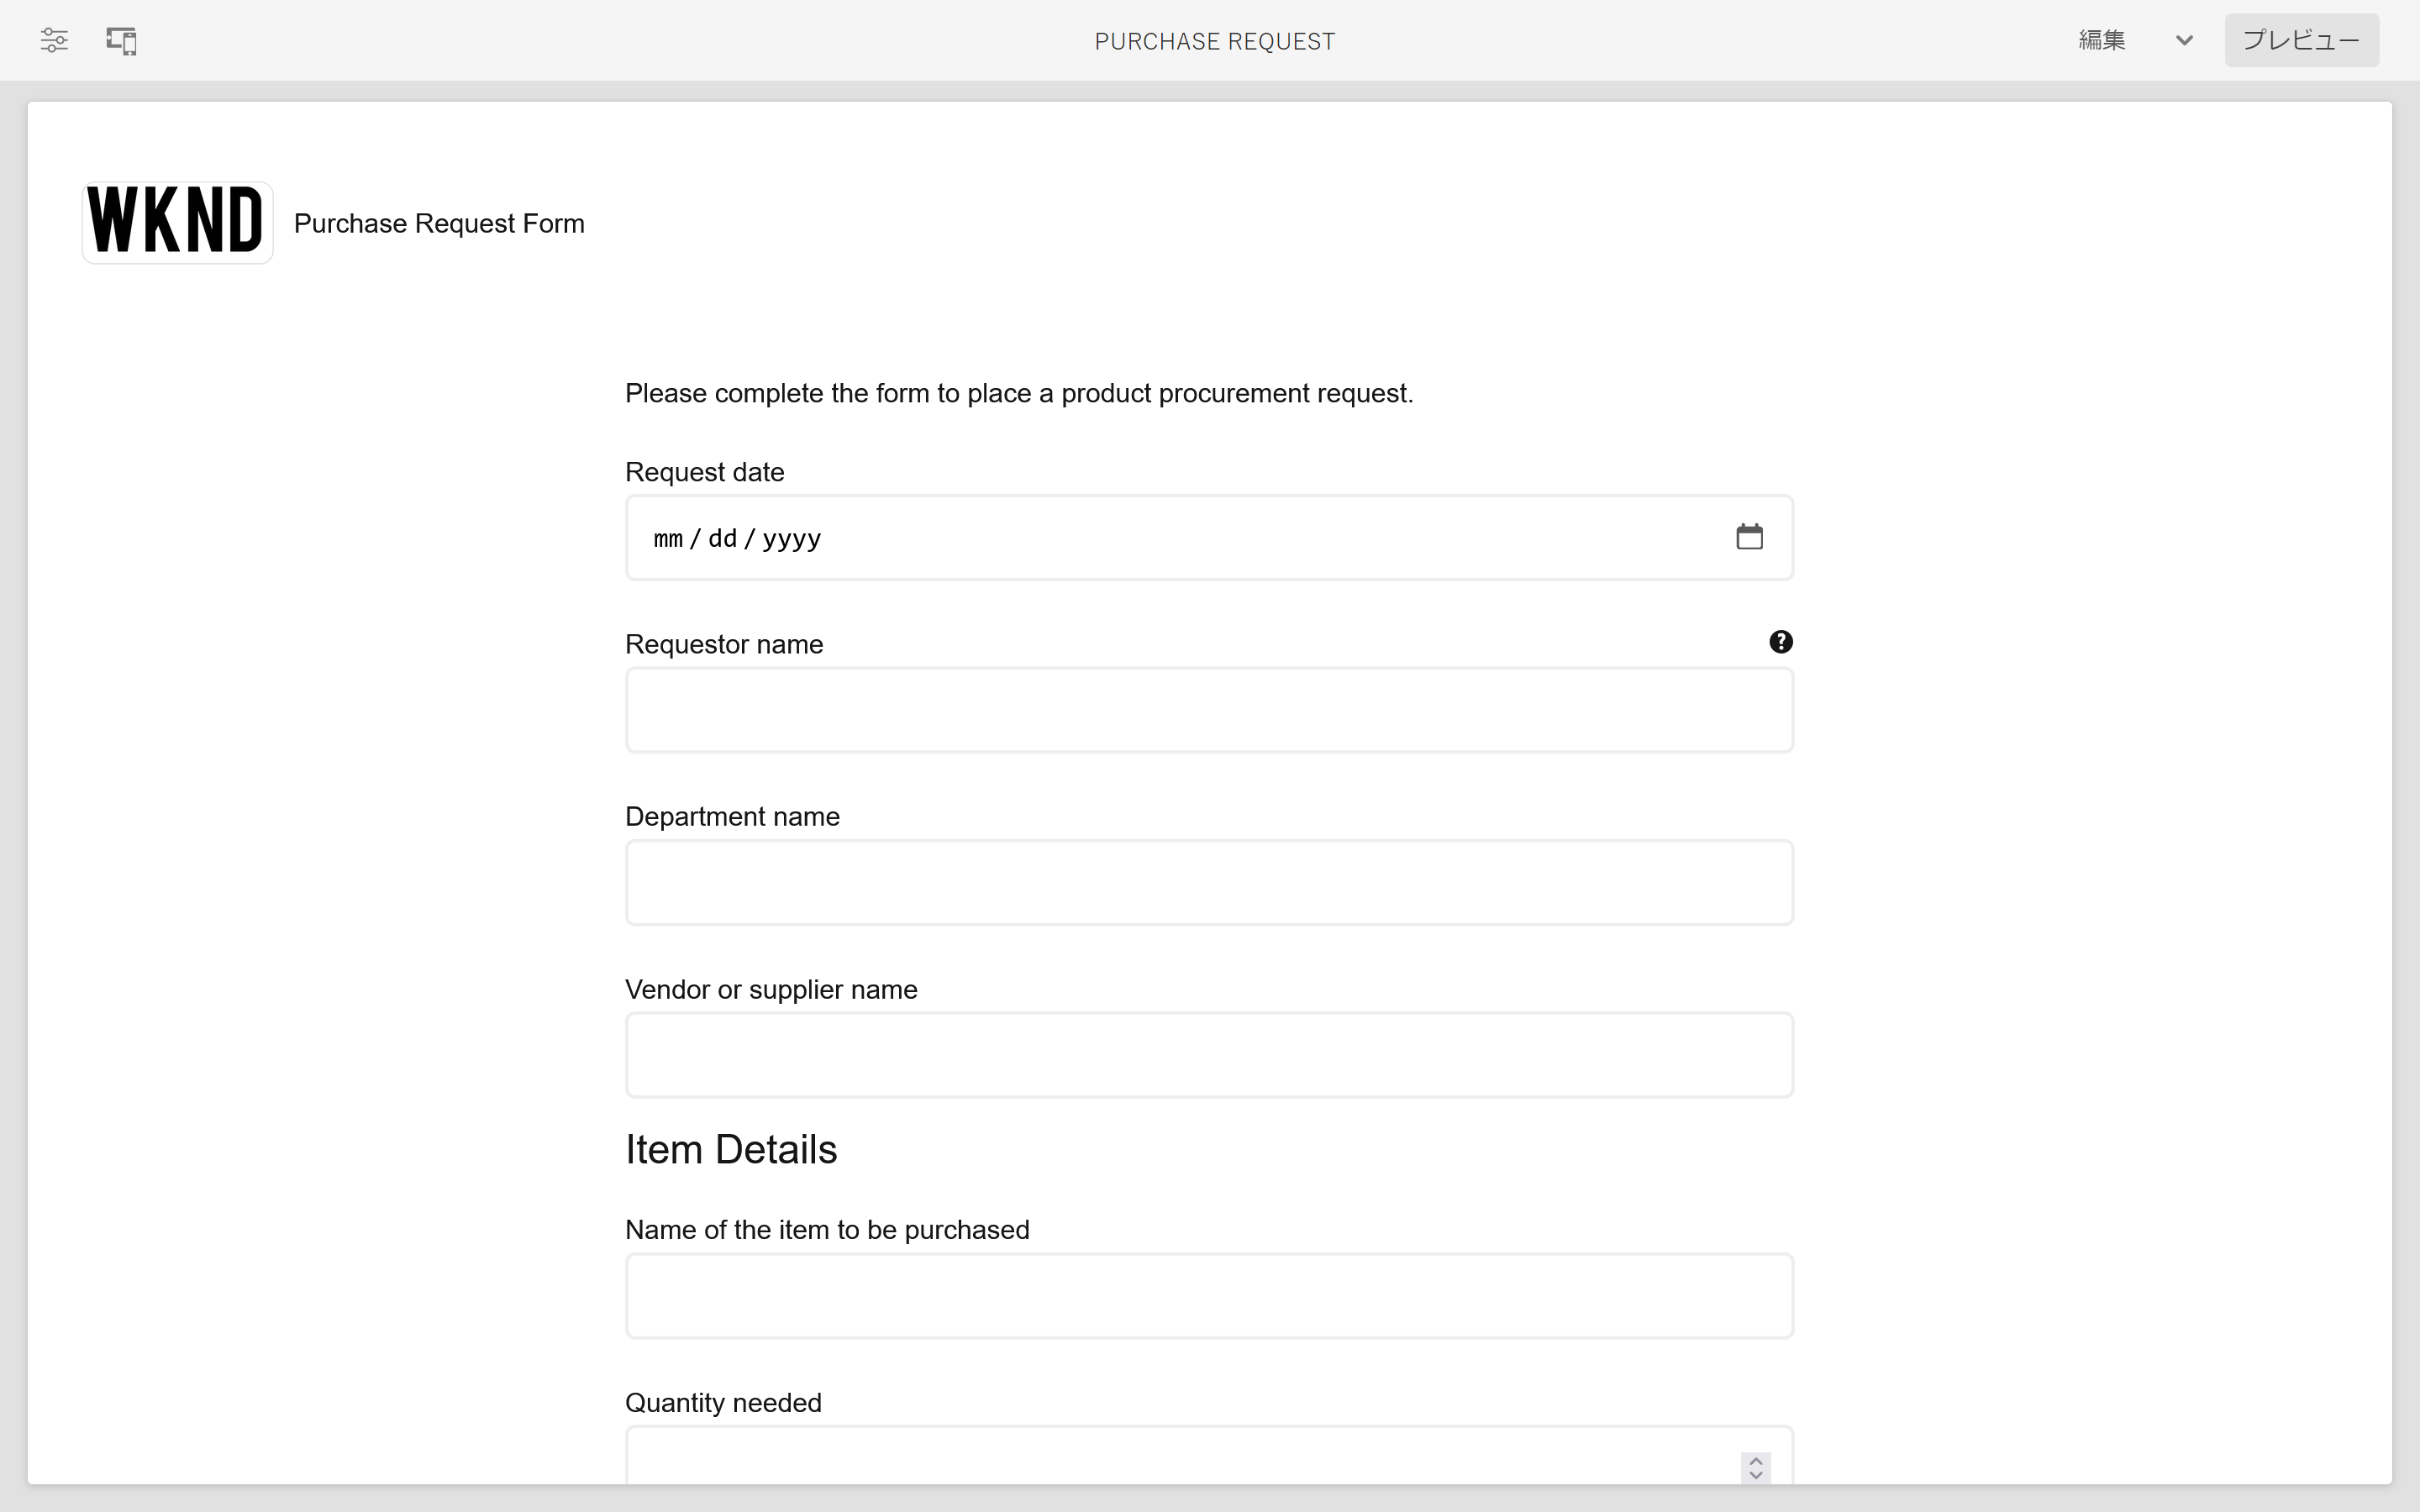 PURCHASE REQUEST
編集
プレビュー
WKND
Purchase Request Form
Please complete the form to place a product procurement request.
Request date
mm / dd / yyyy
Requestor name
?
Department name
Vendor or supplier name
Item Details
Name of the item to be purchased
Quantity needed